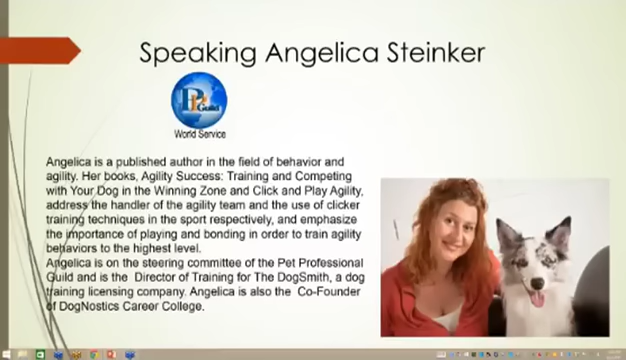 Speaking Angelica Steinker
PP
Guild
World Service
Angelica is a published author in the field of behavior and
agility. Her books, Agility Success: Training and Competing
with Your Dog in the Winning Zone and Click and Play Agility,
address the handler of the agility team and the use of clicker
training techniques in the sport respectively, and emphasize
the importance of playing and bonding in order to train agility
behaviors to the highest level.
Angelica is on the steering committee of the Pet Professional
Guild and is the Director of Training for The DogSmith, a dog
training licensing company. Angelica is also the Co-Founder
of DogNostics Career College.